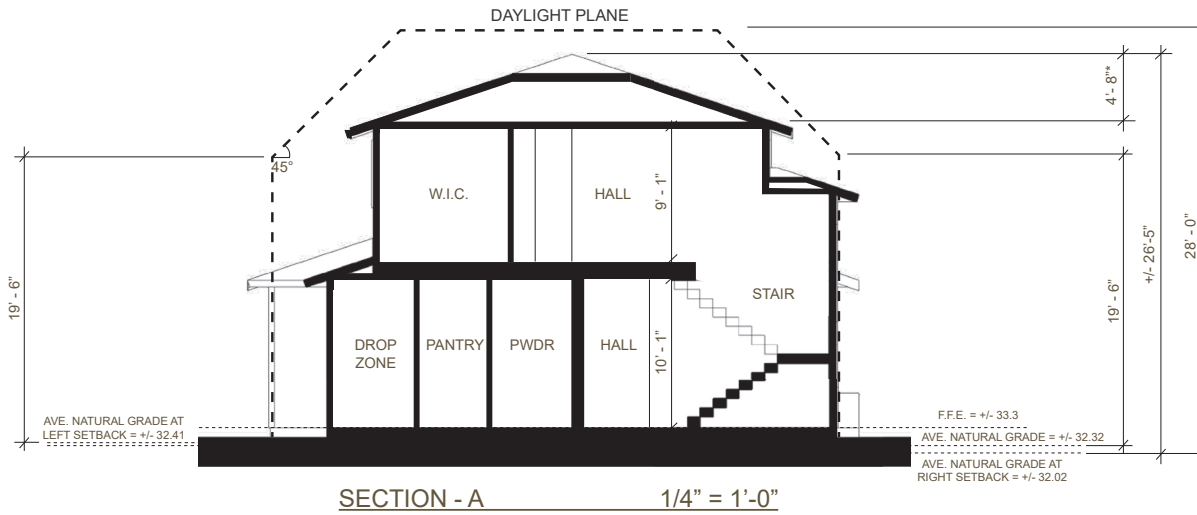 DAYLIGHT PLANE
45°
4’- 8”*
W.I.C.
HALL
9’ - 1”
19’ - 6”
+/- 26’-5”
28’ - 0”
19’ - 6”
STAIR
DROP
ZONE
PANTRY
PWDR
HALL
10’ - 1”
AVE. NATURAL GRADE AT
LEFT SETBACK = +/- 32.41
F.F.E. = +/- 33.3
AVE. NATURAL GRADE = +/- 32.32
AVE. NATURAL GRADE AT
RIGHT SETBACK = +/- 32.02
SECTION - A
1/4” = 1’-0”